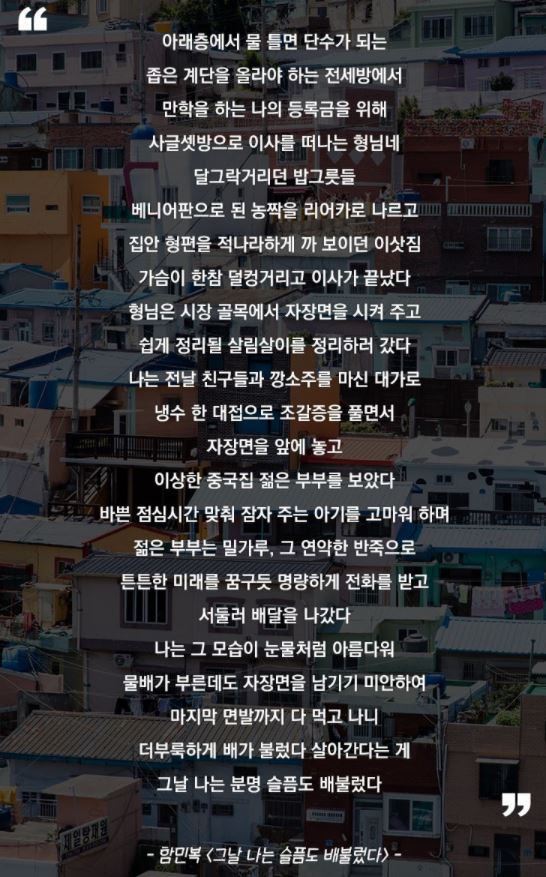 아래층에서 물 틀면 단수가 되는
좁은 계단을 올라야 하는 전세방에서
만학을 하는 나의 등록금을 위해
사글셋방으로 이사를 떠나는 형님네
달그락거리던 밥그릇들
베니어판으로 된 농짝을 리어카로 나르고
집안 형편을 적나라하게 까 보이던 이삿짐
가슴이 한참 덜컹거리고 이사가 끝났다
형님은 시장 골목에서 자장면을 시켜 주고
쉽게 정리될 살림살이를 정리하러 갔다
나는 전날 친구들과 깡소주를 마신 대가로
냉수 한 대접으로 조갈증을 풀면서
자장면을 앞에 놓고
이상한 중국집 젊은 부부를 보았다
바쁜 점심시간 맞춰 잠자 주는 아기를 고마워 하며
젊은 부부는 밀가루, 그 연약한 반죽으로
튼튼한 미래를 꿈구듯 명랑하게 전화를 받고
서둘러 배달을 나갔다
나는 그 모습이 눈물처럼 아름다워
물배가 부른데도 자장면을 남기기 미안하여
마지막 면발까지 다 먹고 나니
더부룩하게 배가 불렀다 살아간다는 게
그날 나는 분명 슬픔도 배불렀다
제일탕재원
- 함민복 <그날 나는 슬픔도 배불렀다> -